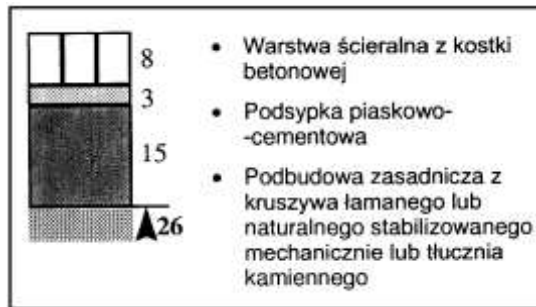 8
3
15
26
• Warstwa ścieralna z kostki
betonowej
• Podsypka piaskowo-
-cementowa
• Podbudowa zasadnicza z
kruszywa łamanego lub
naturalnego stabilizowanego
mechanicznie lub tłucznia
kamiennego